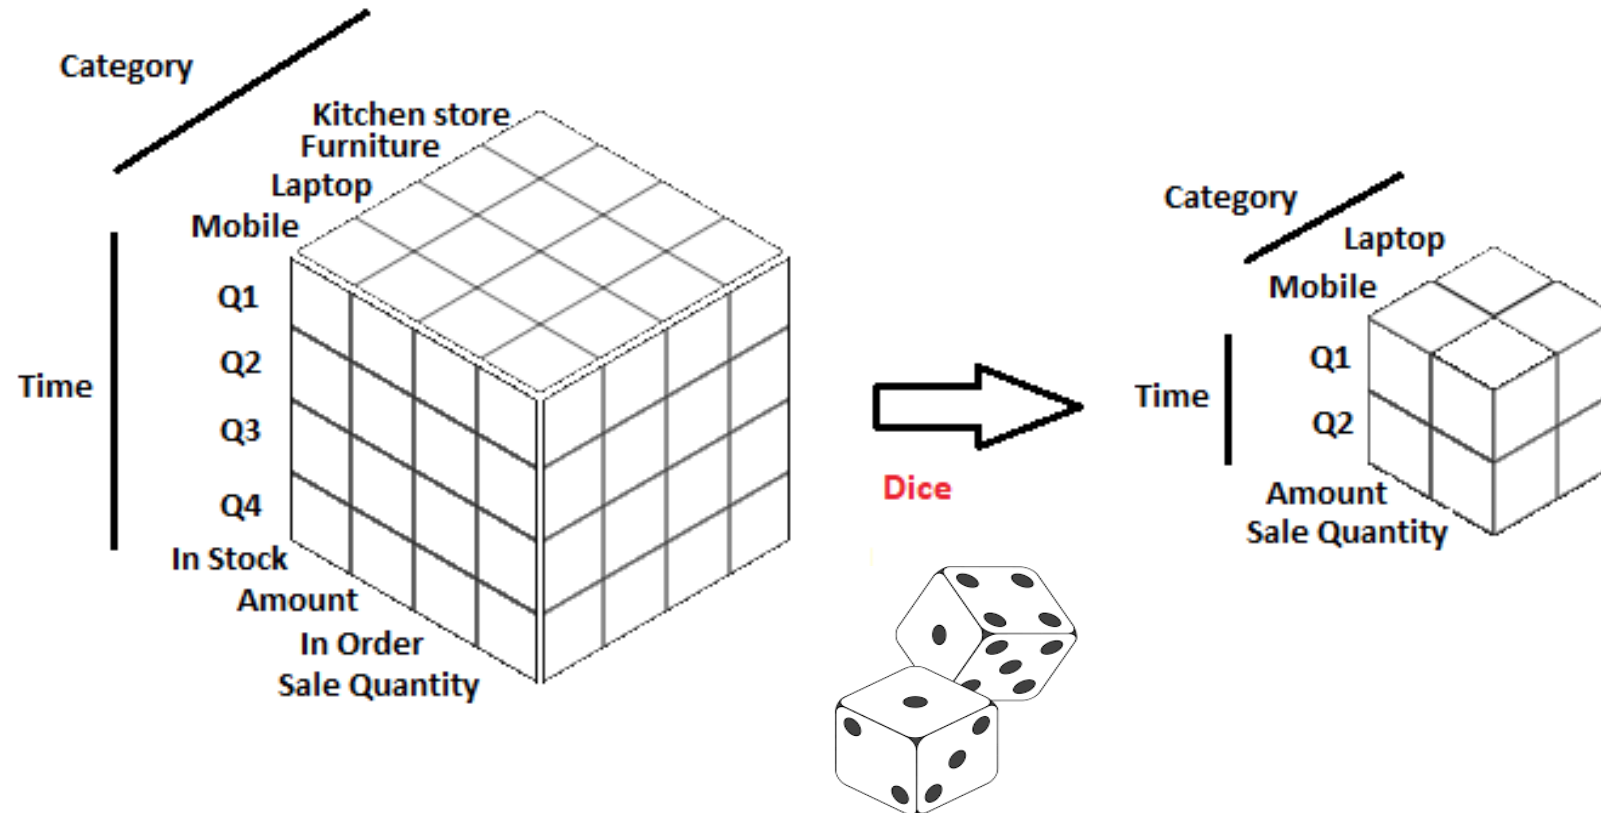 Category
Kitchen store
Furniture
Laptop
Mobile
Time
Q1
Q2
Q3
Q4
In Stock
Amount
In Order
Sale Quantity
Dice
Category
Laptop
Mobile
Time
Q1
Q2
Amount
Sale Quantity